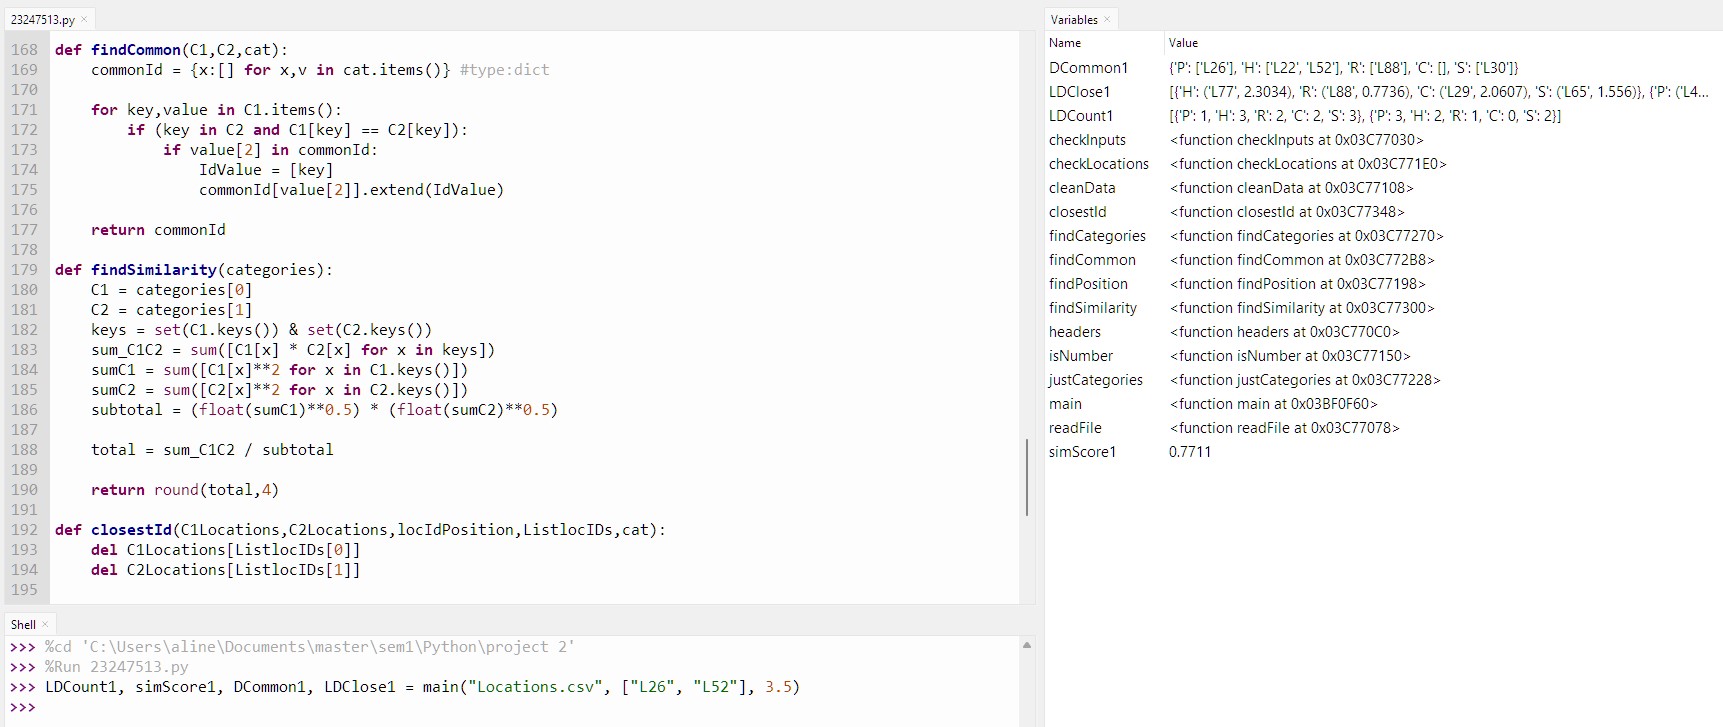 23247513.py ×
168 def findCommon(C1,C2,cat):
169     commonId = {x:[] for x,v in cat.items()} #type:dict
170
171     for key,value in C1.items():
172         if (key in C2 and C1[key] == C2[key]):
173             if value[2] in commonId:
174                 IdValue = [key]
175                 commonId[value[2]].extend(IdValue)
176
177     return commonId
178
179 def findSimilarity(categories):
180     C1 = categories[0]
181     C2 = categories[1]
182     keys = set(C1.keys()) & set(C2.keys())
183     sum_C1C2 = sum([C1[x] * C2[x] for x in keys])
184     sumC1 = sum([C1[x]**2 for x in C1.keys()])
185     sumC2 = sum([C2[x]**2 for x in C2.keys()])
186     subtotal = (float(sumC1)**0.5) * (float(sumC2)**0.5)
187
188     total = sum_C1C2 / subtotal
189
190     return round(total,4)
191
192 def closestId(C1Locations,C2Locations,locIdPosition,ListlocIDs,cat):
193     del C1Locations[ListlocIDs[0]]
194     del C2Locations[ListlocIDs[1]]
195
Shell ×
>>> %cd 'C:\Users\aline\Documents\master\sem1\Python\project 2'
>>> %Run 23247513.py
>>> LDCount1, simScore1, DCommon1, LDClose1 = main("Locations.csv", ["L26", "L52"], 3.5)
>>>
Variables ×
Name Value
DCommon1 {'P': ['L26'], 'H': ['L22', 'L52'], 'R': ['L88'], 'C': [], 'S': ['L30']}
LDClose1 [{'H': ('L77', 2.3034), 'R': ('L88', 0.7736), 'C': ('L29', 2.0607), 'S': ('L65', 1.556)}, {'P': ('L4...
LDCount1 [{'P': 1, 'H': 3, 'R': 2, 'C': 2, 'S': 3}, {'P': 3, 'H': 2, 'R': 1, 'C': 0, 'S': 2}]
checkInputs <function checkInputs at 0x03C77030>
checkLocations <function checkLocations at 0x03C771E0>
cleanData <function cleanData at 0x03C77108>
closestId <function closestId at 0x03C77348>
findCategories <function findCategories at 0x03C77270>
findCommon <function findCommon at 0x03C772B8>
findPosition <function findPosition at 0x03C77198>
findSimilarity <function findSimilarity at 0x03C77300>
headers <function headers at 0x03C770C0>
isNumber <function isNumber at 0x03C77150>
justCategories <function justCategories at 0x03C77228>
main <function main at 0x03BF0F60>
readFile <function readFile at 0x03C77078>
simScore1 0.7711